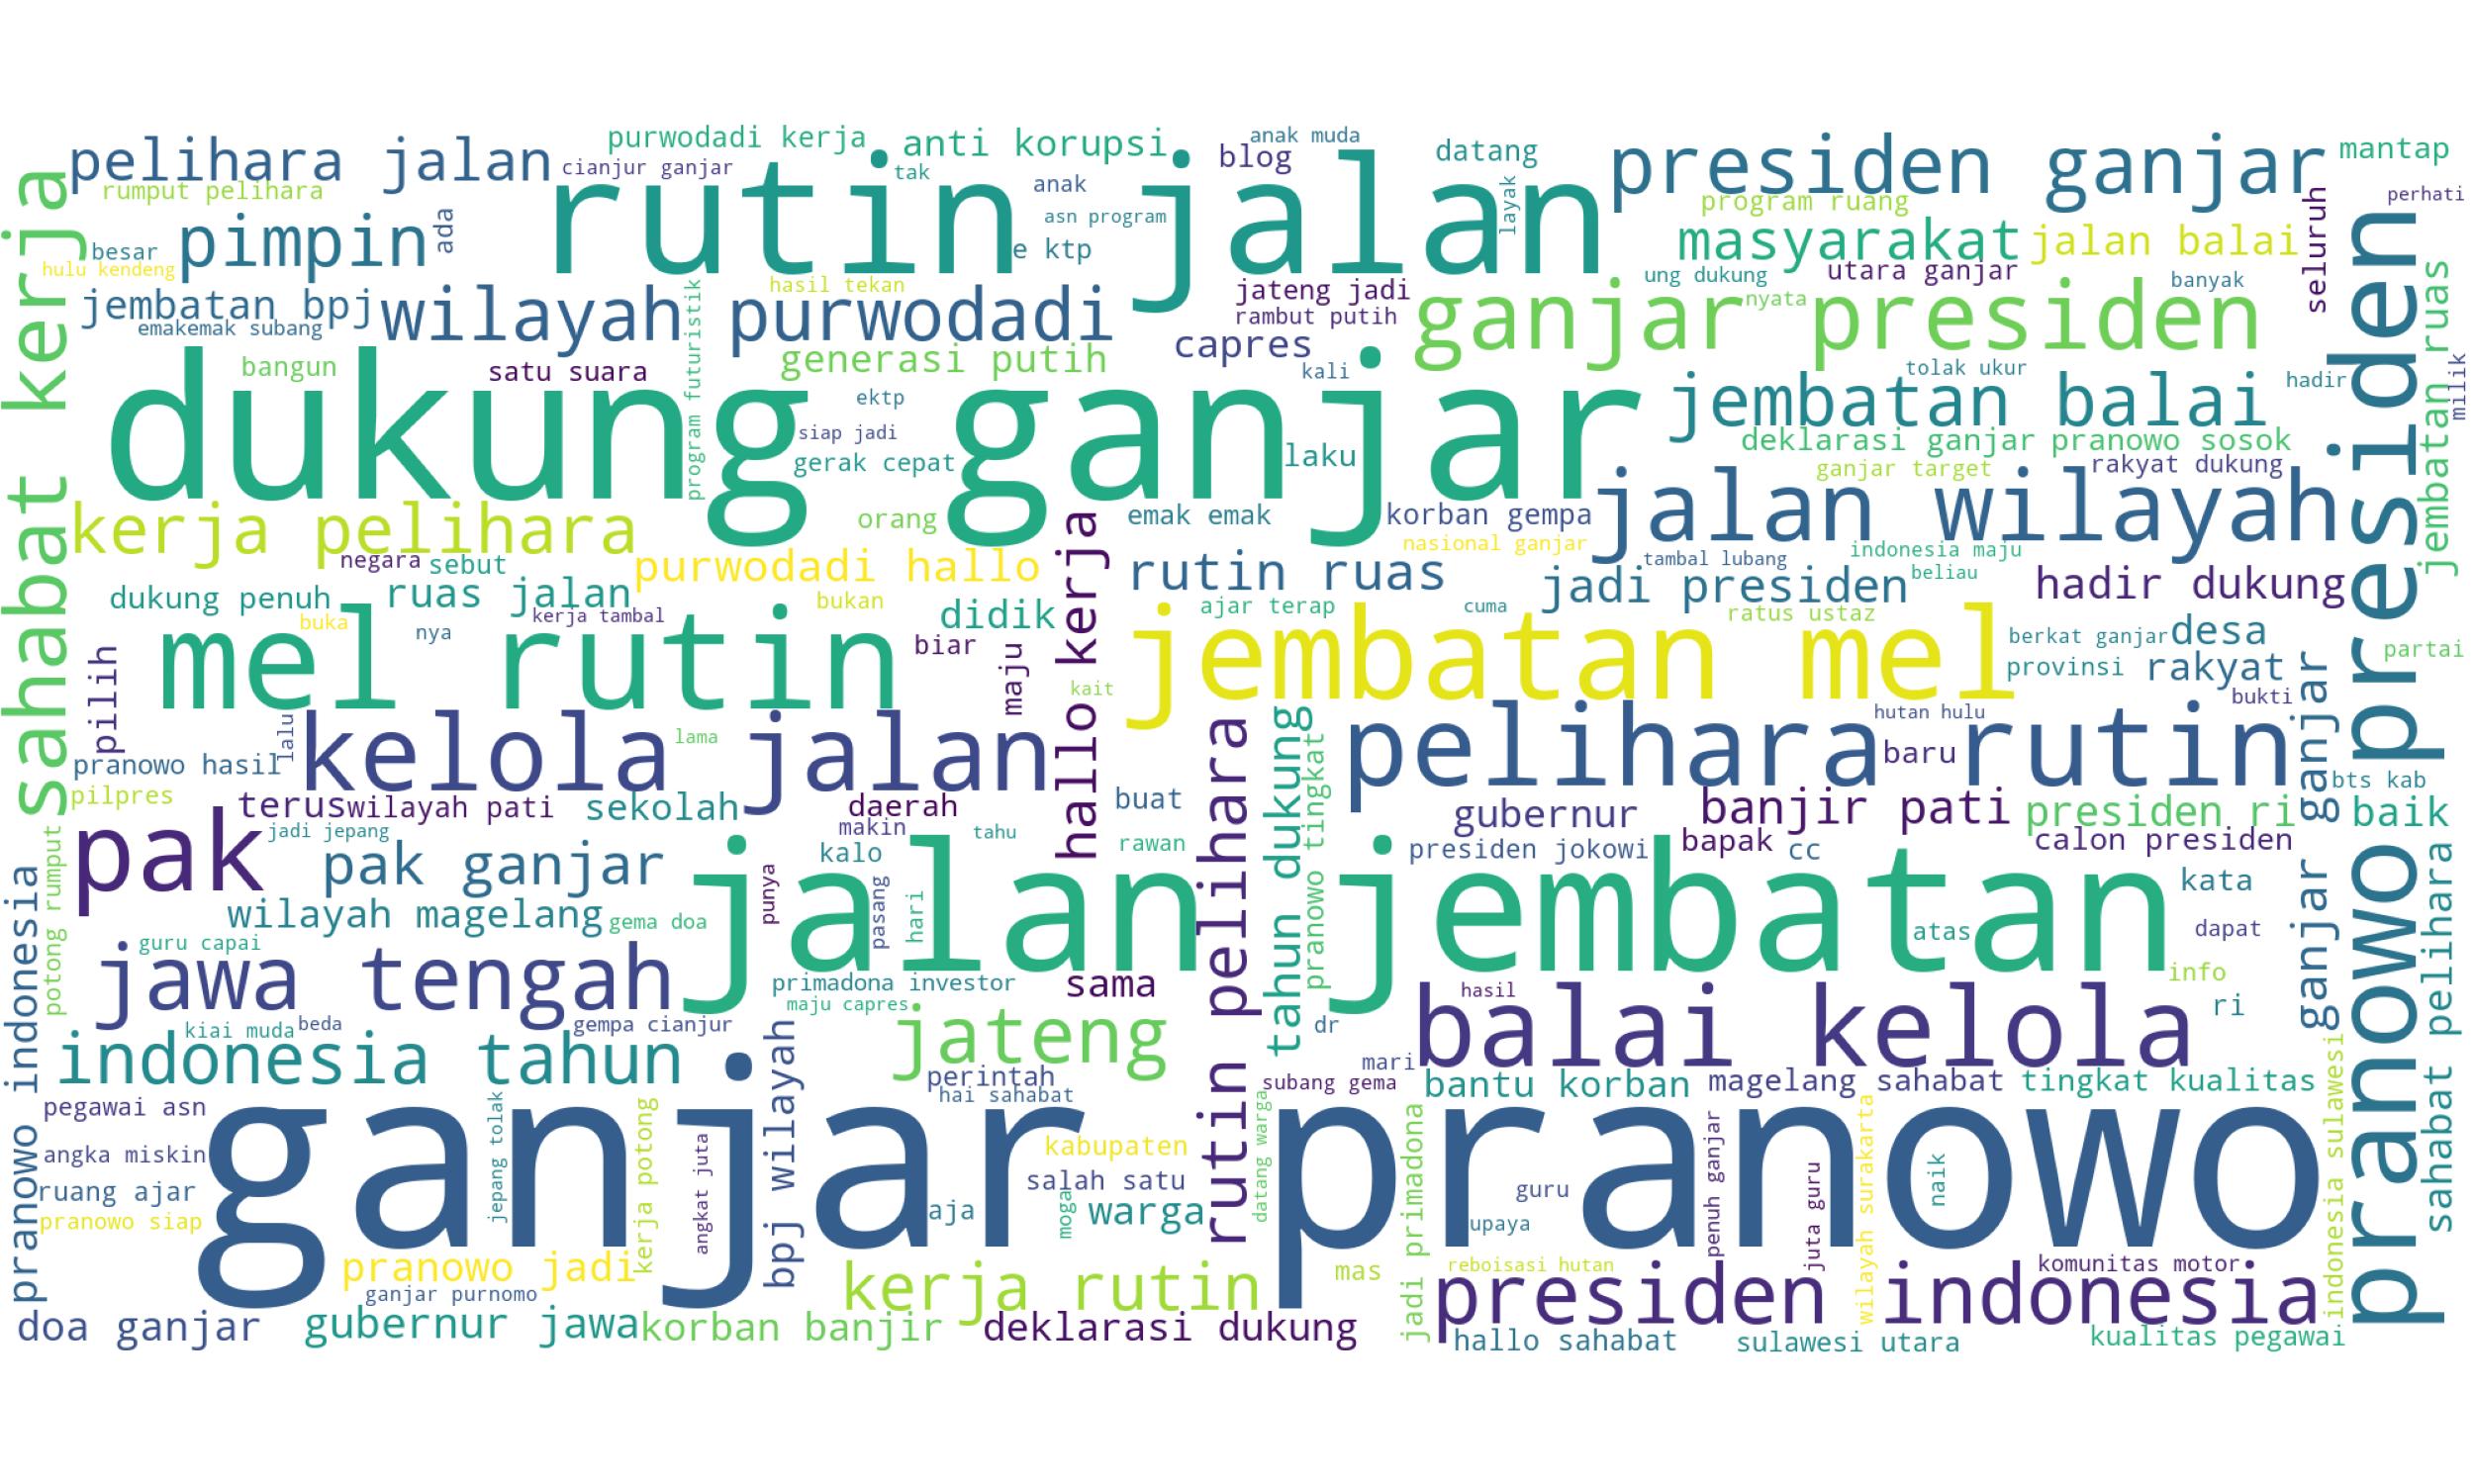 purwodadi kerja
anti korupsi
anak muda
pelihara jalan
cianjur ganjar
tak
blog
datang
presiden ganjar
mantap
rumput pelihara
rutin jalan
anak
layak
program ruang
seluruh
perhati
pimpin
ada
asn program
besar
e ktp
masyarakat
jalan balai
hulu kendeng
hasil tekan
ung dukung
utara ganjar
banyak
jembatan bpj
wilayah purwodadi
jateng jadi
nyata
ganjar presiden
emakemak subang
rambut putih
program futuristik
capres
bangun
satu suara
generasi putih
kali
tolak ukur
hadir
milik
jembatan ruas
sahabat kerja
dukung ganjar
ektp
jembatan balai
siap jadi
deklarasi ganjar
pranowo sosok
gerak cepat
laku
ganjar target
rakyat dukung
kerja pelihara
orang
emak emak
korban gempa
jalan wilayah
nasional ganjar
negara
sebut
purwodadi hallo
hallo kerja
rutin ruas
tambal lubang
indonesia maju
jadi presiden
beliau
hadir dukung
pranowo presiden
dukung penuh
ruas jalan
bukan
didik
ajar terap
cuma
ratus ustaz
buka
nya
kerja tambal
mel rutin
biar
jembatan mel
berkat ganjar
desa
pilih
maju
provinsi
rakyat
partai
kait
bukti
lalu
kelola jalan
lama
hutan hulu
pranowo hasil
pelihara rutin
baru
ganjar ganjar
bts kab
pilpres
terus
wilayah pati
sekolah
daerah
buat
rutin pelihara
tahun dukung
pranowo tingkat
gubernur
banjir pati
presiden ri
baik
pak
jadi jepang
makin
tahu
rawan
bapak
calon presiden
pak ganjar
kalo
presiden jokowi
cc
potong rumput
punya
pasang
hari
jalan jembatan
kata
wilayah magelang
gema doa
atas
dapat
guru capai
jawa tengah
primadona investor
sama
info
sahabat pelihara
pranowo indonesia
maju capres
hasil
ri
kiai muda
beda
gempa cianjur
jateng
dr
balai kelola
indonesia tahun
bpj wilayah
perintah
mari
subang gema
bantu korban
magelang sahabat
tingkat kualitas
hai sahabat
pegawai asn
jepang tolak
kerja potong
datang warga
jadi primadona
penuh ganjar
wilayah surakarta
indonesia sulawesi
angka miskin
ganjar pranowo
angkat juta
kabupaten
salah satu
juta guru
naik
ruang ajar
guru
pranowo siap
aja
moga
warga
upaya
pranowo jadi
mas
reboisasi hutan
komunitas motor
ganjar purnomo
kerja rutin
presiden indonesia
doa ganjar
gubernur jawa
korban banjir
deklarasi dukung
hallo sahabat
sulawesi utara
kualitas pegawai